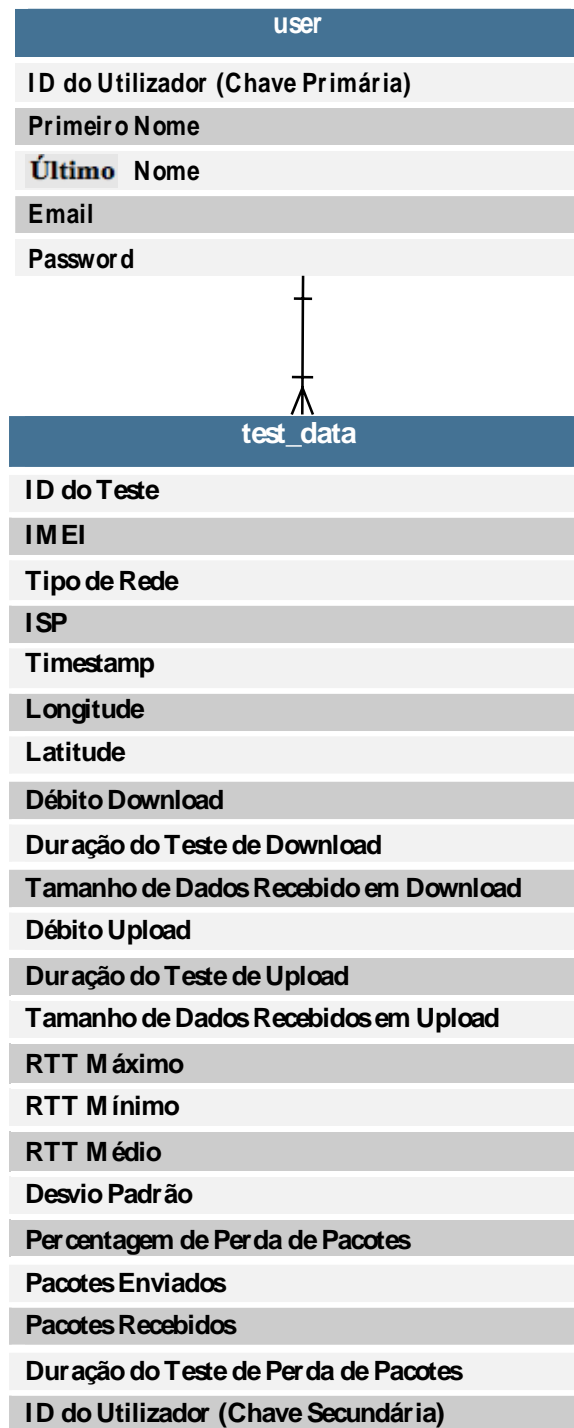 user
ID do Utilizador (Chave Primária)
Primeiro Nome
Último Nome
Email
Password
test_data
ID do Teste
IMEI
Tipo de Rede
ISP
Timestamp
Longitude
Latitude
Débito Download
Duração do Teste de Download
Tamanho de Dados Recebido em Download
Débito Upload
Duração do Teste de Upload
Tamanho de Dados Recebidos em Upload
RTT Máximo
RTT Mínimo
RTT Médio
Desvio Padrão
Percentagem de Perda de Pacotes
Pacotes Enviados
Pacotes Recebidos
Duração do Teste de Perda de Pacotes
ID do Utilizador (Chave Secundária)